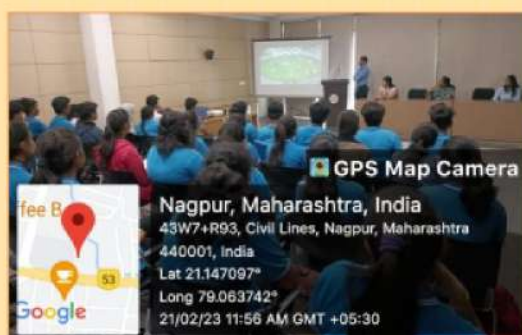 GPS Map Camera
fee B
53
Google
Nagpur, Maharashtra, India
43W7+R93, Civil Lines, Nagpur, Maharashtra
440001, India
Lat 21.147097°
Long 79.063742°
21/02/23 11:56 AM GMT +05:30